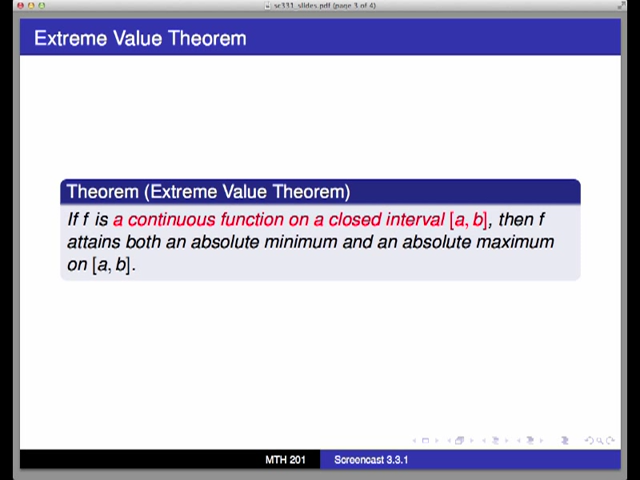 sc331_slides.pdf (page 3 of 4)
Extreme Value Theorem
Theorem (Extreme Value Theorem)
If f is a continuous function on a closed interval [a, b], then f
attains both an absolute minimum and an absolute maximum
on [a, b].
MTH 201 Screencast 3.3.1